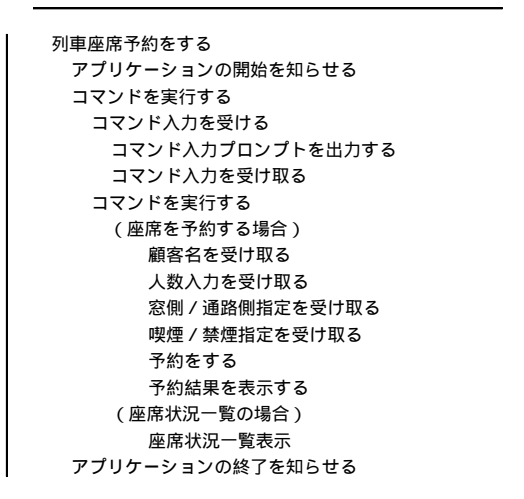 列車座席予約をする
アプリケーションの開始を知らせる
コマンドを実行する
コマンド入力を受ける
コマンド入力プロンプトを出力する
コマンド入力を受け取る
コマンドを実行する
(座席を予約する場合)
顧客名を受け取る
人数入力を受け取る
窓側/通路側指定を受け取る
喫煙/禁煙指定を受け取る
予約をする
予約結果を表示する
(座席状況一覧の場合)
座席状況一覧表示
アプリケーションの終了を知らせる